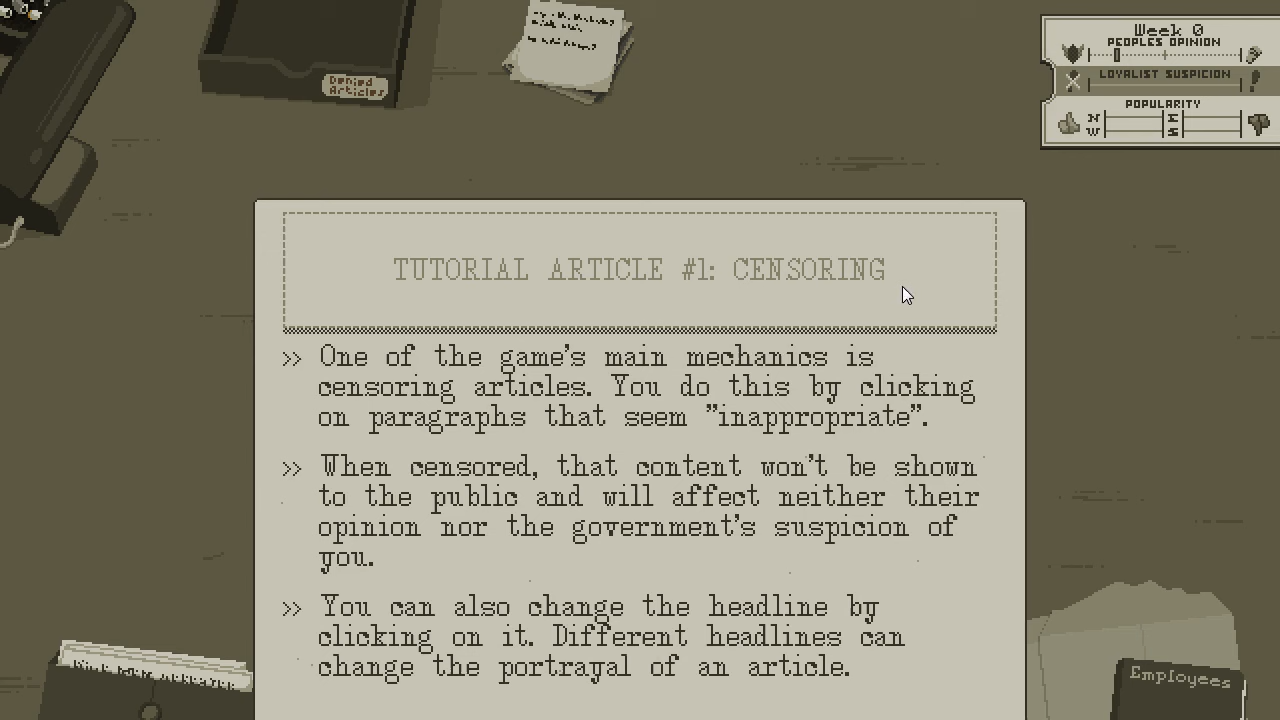 Denied
Articles
Week 0
PEOPLES OPINION
LOYALIST SUSPICION
POPULARITY
N E
W S
TUTORIAL ARTICLE #1: CENSORING
>> One of the game's main mechanics is
censoring articles. You do this by clicking
on paragraphs that seem "inappropriate".
>> When censored, that content won't be shown
to the public and will affect neither their
opinion nor the government's suspicion of
you.
>> You can also change the headline by
clicking on it. Different headlines can
change the portrayal of an article.
Employees